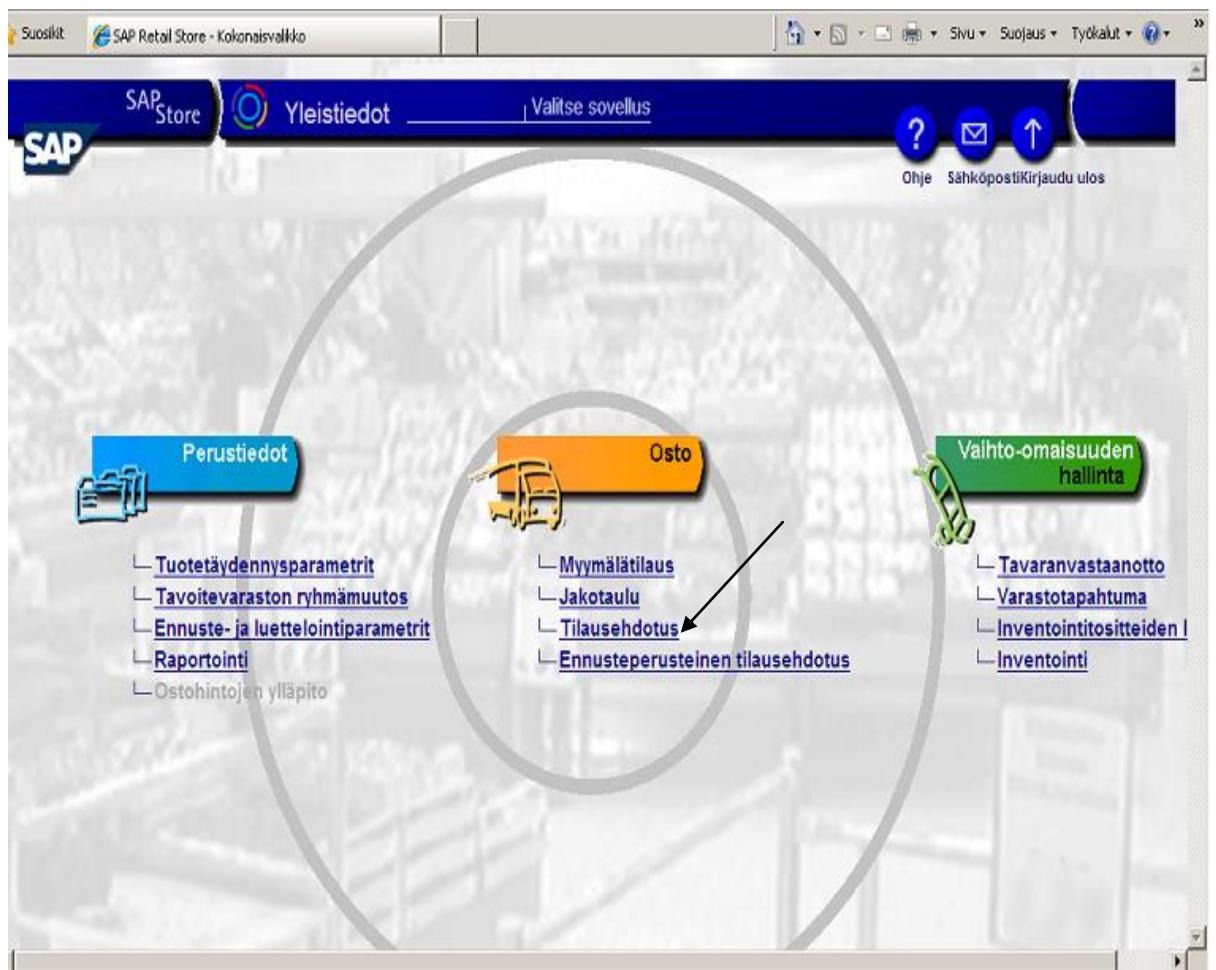 Suosikit
SAP Retail Store - Kokonaisvalikko
Sivu
Suojaus
Työkalut
»
SAP Store
Yleistiedot
Valitse sovellus
SAP
?
Ohje
Sähköposti
Kirjaudu ulos
Perustiedot
Tuotetäydennysparametrit
Tavoitevaraston ryhmämuutos
Ennuste- ja luettelointiparametrit
Raportointi
Ostohintojen ylläpito
Osto
Myymälätilaus
Jakotaulu
Tilausehdotus
Ennusteperusteinen tilausehdotus
Vaihto-omaisuuden
hallinta
Tavaranvastaanotto
Varastotapahtuma
Inventointitositteiden l
Inventointi